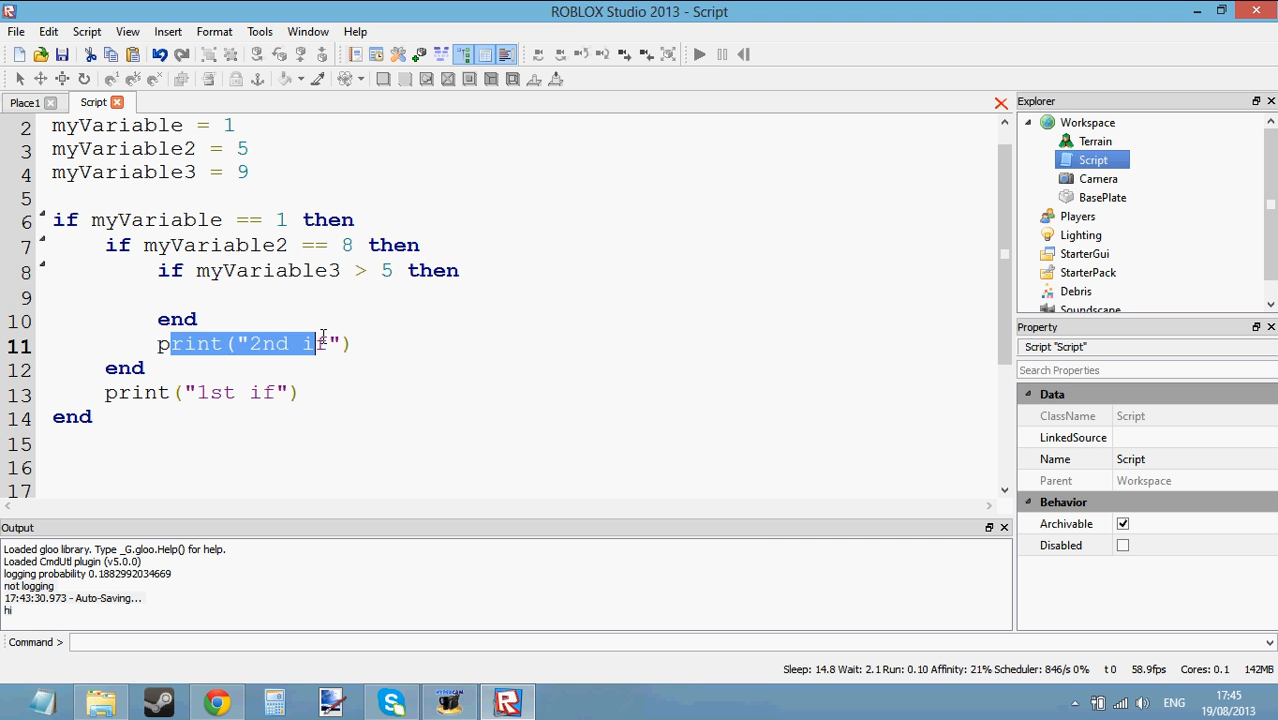 ROBLOX Studio 2013 - Script
File Edit Script View Insert Format Tools Window Help
Place1 Script
2 myVariable = 1
3 myVariable2 = 5
4 myVariable3 = 9
5
6 if myVariable == 1 then
7 if myVariable2 == 8 then
8 if myVariable3 > 5 then
9
10 end
11 print("2nd if")
12 end
13 print("1st if")
14 end
15
16
17
Explorer
Workspace
Terrain
Script
Camera
BasePlate
Players
Lighting
StarterGui
StarterPack
Debris
Soundscape
Property
Script "Script"
Search Properties
Data
ClassName Script
LinkedSource
Name Script
Parent Workspace
Behavior
Archivable
Disabled
Output
Loaded gloo library. Type _G.gloo.Help() for help.
Loaded CmdUtl plugin (v5.0.0)
logging probability 0.1882992034669
not logging
17:43:30.973 - Auto-Saving...
hi
Command >
Sleep: 14.8 Wait: 2.1 Run: 0.10 Affinity: 21% Scheduler: 846/s 0% t 0 58.9fps Cores: 0.1 142MB
ENG
17:45
19/08/2013